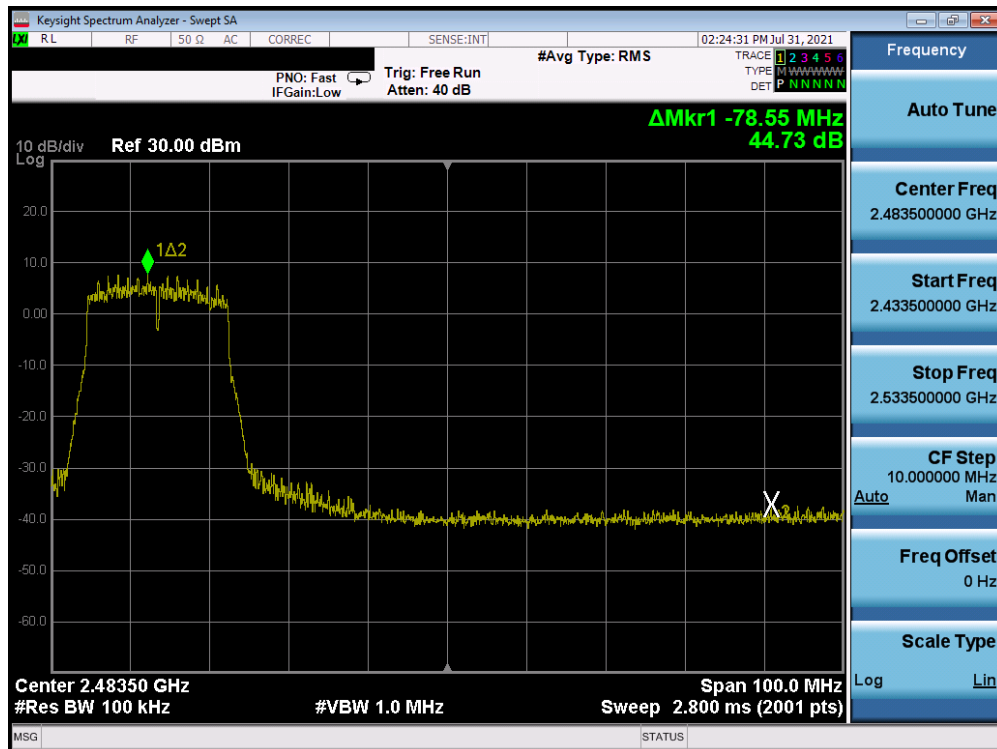 Keysight Spectrum Analyzer - Swept SA
LXI RL RF 50 Ω AC CORREC SENSE:INT 02:24:31 PM Jul 31, 2021
PNO: Fast
IFGain:Low
Trig: Free Run
Atten: 40 dB
#Avg Type: RMS
TRACE 1 2 3 4 5 6
TYPE M WWWWW
DET P N N N N N
ΔMkr1 -78.55 MHz
44.73 dB
10 dB/div
Log
Ref 30.00 dBm
20.0
10.0
0.00
-10.0
-20.0
-30.0
-40.0
-50.0
-60.0
1Δ2
X2
Center 2.48350 GHz
#Res BW 100 kHz
#VBW 1.0 MHz
Span 100.0 MHz
Sweep 2.800 ms (2001 pts)
MSG
STATUS
Frequency
Auto Tune
Center Freq
2.483500000 GHz
Start Freq
2.433500000 GHz
Stop Freq
2.533500000 GHz
CF Step
10.000000 MHz
Auto Man
Freq Offset
0 Hz
Scale Type
Log Lin